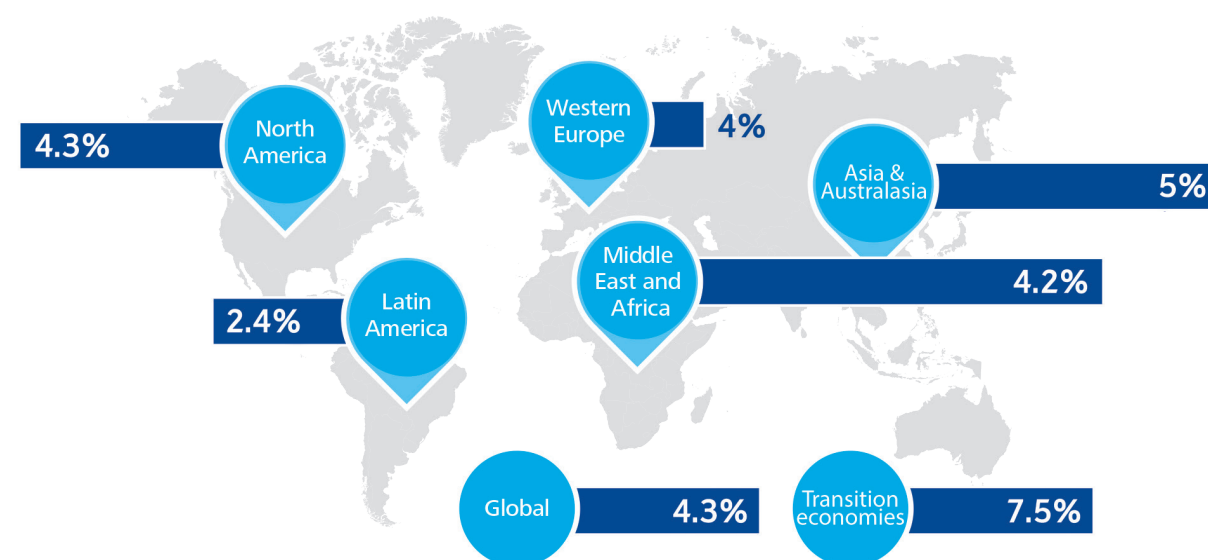 North
America
4.3%
Western
Europe
4%
Asia &
Australasia
5%
Middle
East and
Africa
4.2%
Latin
America
2.4%
Global
4.3%
Transition
economies
7.5%